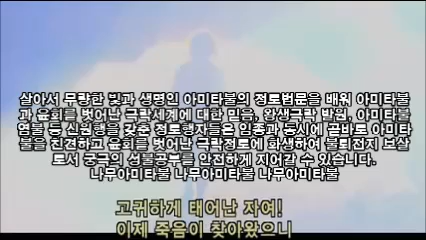 살아서 무량한 빛과 생명인 아미타불의 정토법문을 배워 아미타불
과 윤회를 벗어난 극락세계에 대한 믿음, 왕생극락 발원, 아미타불
염불 등 신원행을 갖춘 정토행자들은 임종과 동시에 곧바로 아미타
불을 친견하고 윤회를 벗어난 극락정토에 화생하여 불퇴전지 보살
로서 궁극의 성불공부를 안전하게 지어갈 수 있습니다.
나무아미타불 나무아미타불 나무아미타불
고귀하게 태어난 자여!
이제 죽음이 찾아왔으니